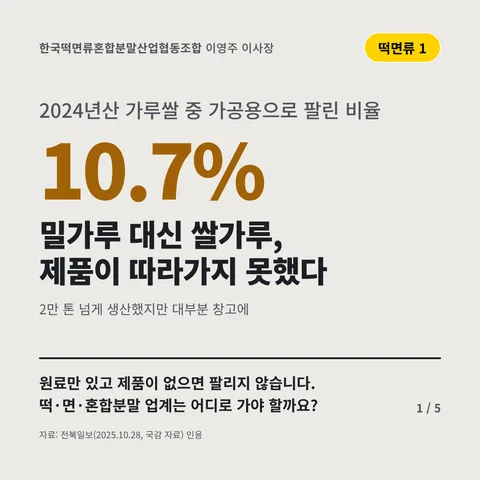 한국떡면류혼합분말산업협동조합 이영주 이사장
떡면류 1
2024년산 가루쌀 중 가공용으로 팔린 비율
10.7%
밀가루 대신 쌀가루,
제품이 따라가지 못했다
2만 톤 넘게 생산했지만 대부분 창고에
원료만 있고 제품이 없으면 팔리지 않습니다.
떡·면·혼합분말 업계는 어디로 가야 할까요?
1 / 5
자료: 전북일보(2025.10.28, 국감 자료) 인용